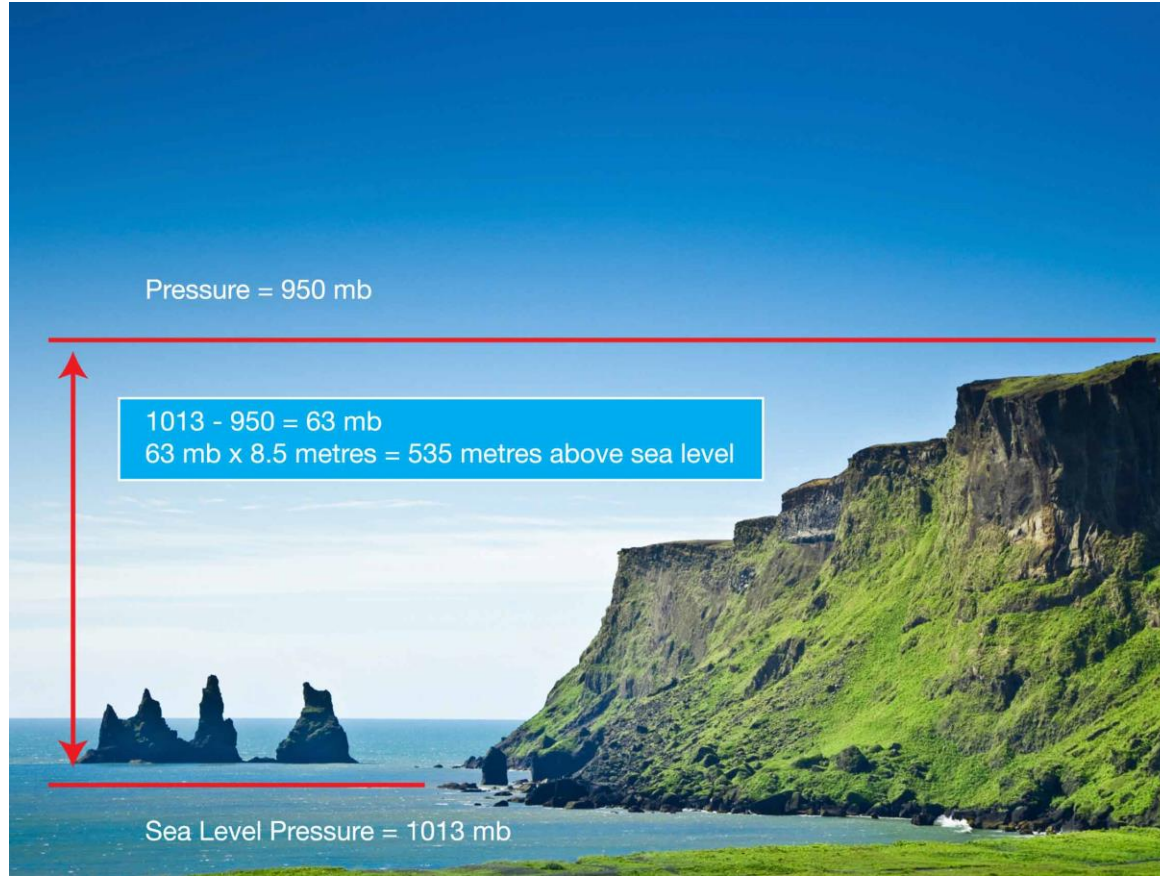 Pressure = 950 mb
1013 - 950 = 63 mb
63 mb x 8.5 metres = 535 metres above sea level
Sea Level Pressure = 1013 mb